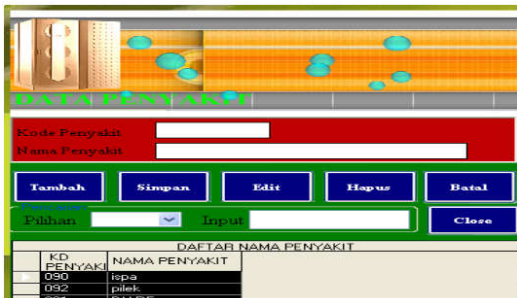 DATA PENYAKIT
Kode Penyakit
Nama Penyakit
Tambah Simpan Edit Hapus Batal
Pilihan Input Close
DAFTAR NAMA PENYAKIT
KD PENYAKI NAMA PENYAKIT
090 ispa
092 pilek